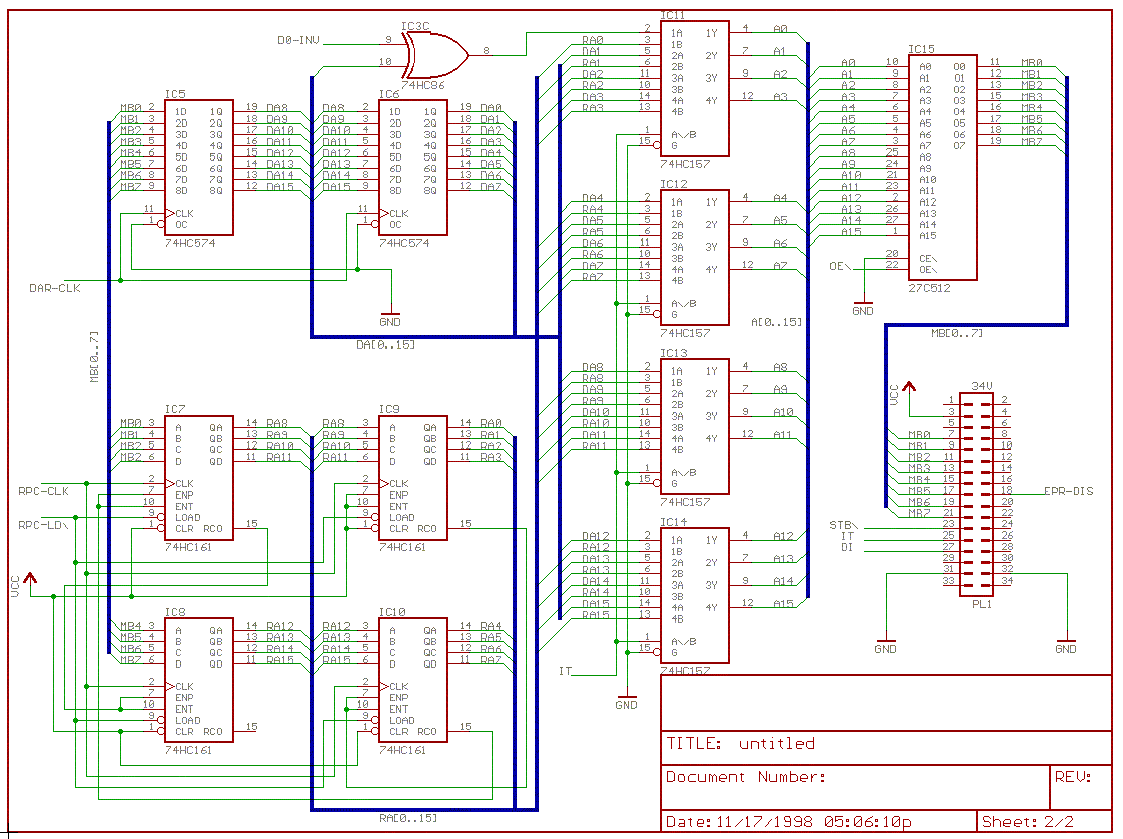 IC3C
D0-INV
9
10
8
74HC86
IC5
MB0 2 1D 1Q 19 DA8
MB1 3 2D 2Q 18 DA9
MB2 4 3D 3Q 17 DA10
MB3 5 4D 4Q 16 DA11
MB4 6 5D 5Q 15 DA12
MB5 7 6D 6Q 14 DA13
MB6 8 7D 7Q 13 DA14
MB7 9 8D 8Q 12 DA15
11 CLK
1 OC
74HC574
IC6
DA8 2 1D 1Q 19 DA0
DA9 3 2D 2Q 18 DA1
DA10 4 3D 3Q 17 DA2
DA11 5 4D 4Q 16 DA3
DA12 6 5D 5Q 15 DA4
DA13 7 6D 6Q 14 DA5
DA14 8 7D 7Q 13 DA6
DA15 9 8D 8Q 12 DA7
11 CLK
1 OC
74HC574
DAR-CLK
GND
DA[0..15]
MB[0..7]
IC7
MB0 3 A QA 14 RA8
MB1 4 B QB 13 RA9
MB2 5 C QC 12 RA10
MB2 6 D QD 11 RA11
2 CLK
7 ENP
10 ENT
9 LOAD
1 CLR RCO 15
74HC161
IC9
RA8 3 A QA 14 RA0
RA9 4 B QB 13 RA1
RA10 5 C QC 12 RA2
RA11 6 D QD 11 RA3
2 CLK
7 ENP
10 ENT
9 LOAD
1 CLR RCO 15
74HC161
RPC-CLK
RPC-LD\
VCC
IC8
MB4 3 A QA 14 RA12
MB5 4 B QB 13 RA13
MB6 5 C QC 12 RA14
MB7 6 D QD 11 RA15
2 CLK
7 ENP
10 ENT
9 LOAD
1 CLR RCO 15
74HC161
IC10
RA12 3 A QA 14 RA4
RA13 4 B QB 13 RA5
RA14 5 C QC 12 RA6
RA15 6 D QD 11 RA7
2 CLK
7 ENP
10 ENT
9 LOAD
1 CLR RCO 15
74HC161
RA[0..15]
IC11
2 1A 1Y 4 A0
RA0 3 1B
DA1 5 2A 2Y 7 A1
RA1 6 2B
DA2 11 3A 3Y 9 A2
RA2 10 3B
DA3 14 4A 4Y 12 A3
RA3 13 4B
1 A\/B
15 G
74HC157
IC12
DA4 2 1A 1Y 4 A4
RA4 3 1B
DA5 5 2A 2Y 7 A5
RA5 6 2B
DA6 11 3A 3Y 9 A6
RA6 10 3B
DA7 14 4A 4Y 12 A7
RA7 13 4B
1 A\/B
15 G
74HC157
A[0..15]
IC13
DA8 2 1A 1Y 4 A8
RA8 3 1B
DA9 5 2A 2Y 7 A9
RA9 6 2B
DA10 11 3A 3Y 9 A10
RA10 10 3B
DA11 14 4A 4Y 12 A11
RA11 13 4B
1 A\/B
15 G
74HC157
IC14
DA12 2 1A 1Y 4 A12
RA12 3 1B
DA13 5 2A 2Y 7 A13
RA13 6 2B
DA14 11 3A 3Y 9 A14
RA14 10 3B
DA15 14 4A 4Y 12 A15
RA15 13 4B
1 A\/B
15 G
74HC157
IT
GND
IC15
A0 10 A0 O0 11 MB0
A1 9 A1 O1 12 MB1
A2 8 A2 O2 13 MB2
A3 7 A3 O3 15 MB3
A4 6 A4 O4 16 MB4
A5 5 A5 O5 17 MB5
A6 4 A6 O6 18 MB6
A7 3 A7 O7 19 MB7
A8 25 A8
A9 24 A9
A10 21 A10
A11 23 A11
A12 2 A12
A13 26 A13
A14 27 A14
A15 1 A15
20 CE\
OE\ 22 OE\
27C512
GND
MB[0..7]
VCC
34V
1 2
3 4
5 6
MB0 7 8
MB1 9 10
MB2 11 12
MB3 13 14
MB4 15 16
MB5 17 18 EPR-DIS
MB6 19 20
MB7 21 22
STB\ 23 24
IT 25 26
DI 27 28
29 30
31 32
33 34
PL1
GND
GND
TITLE: untitled
Document Number:
REV:
Date: 11/17/1998 05:06:10p
Sheet: 2/2